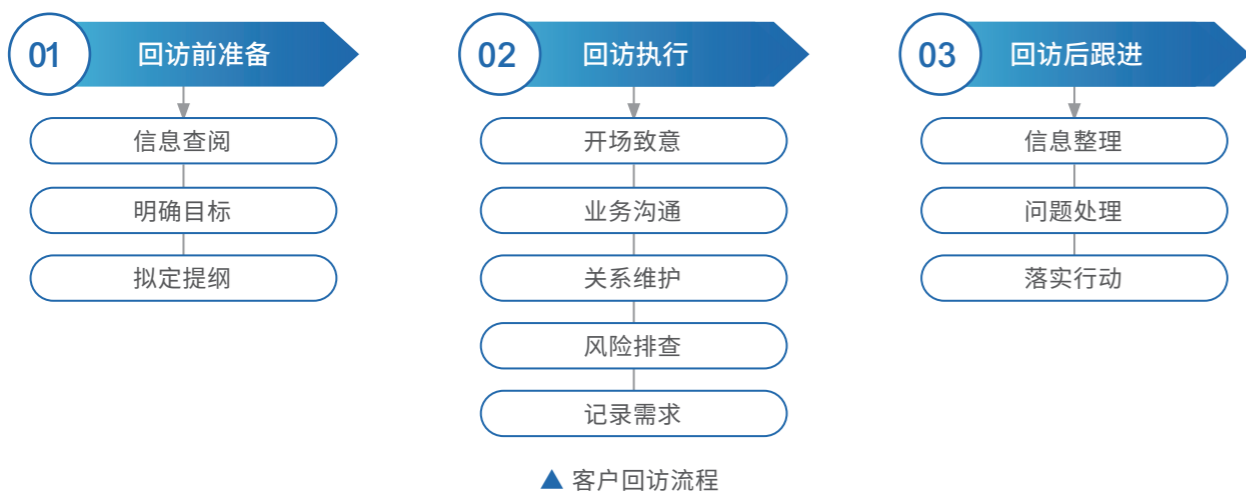 01 回访前准备
信息查阅
明确目标
拟定提纲
02 回访执行
开场致意
业务沟通
关系维护
风险排查
记录需求
03 回访后跟进
信息整理
问题处理
落实行动
▲ 客户回访流程